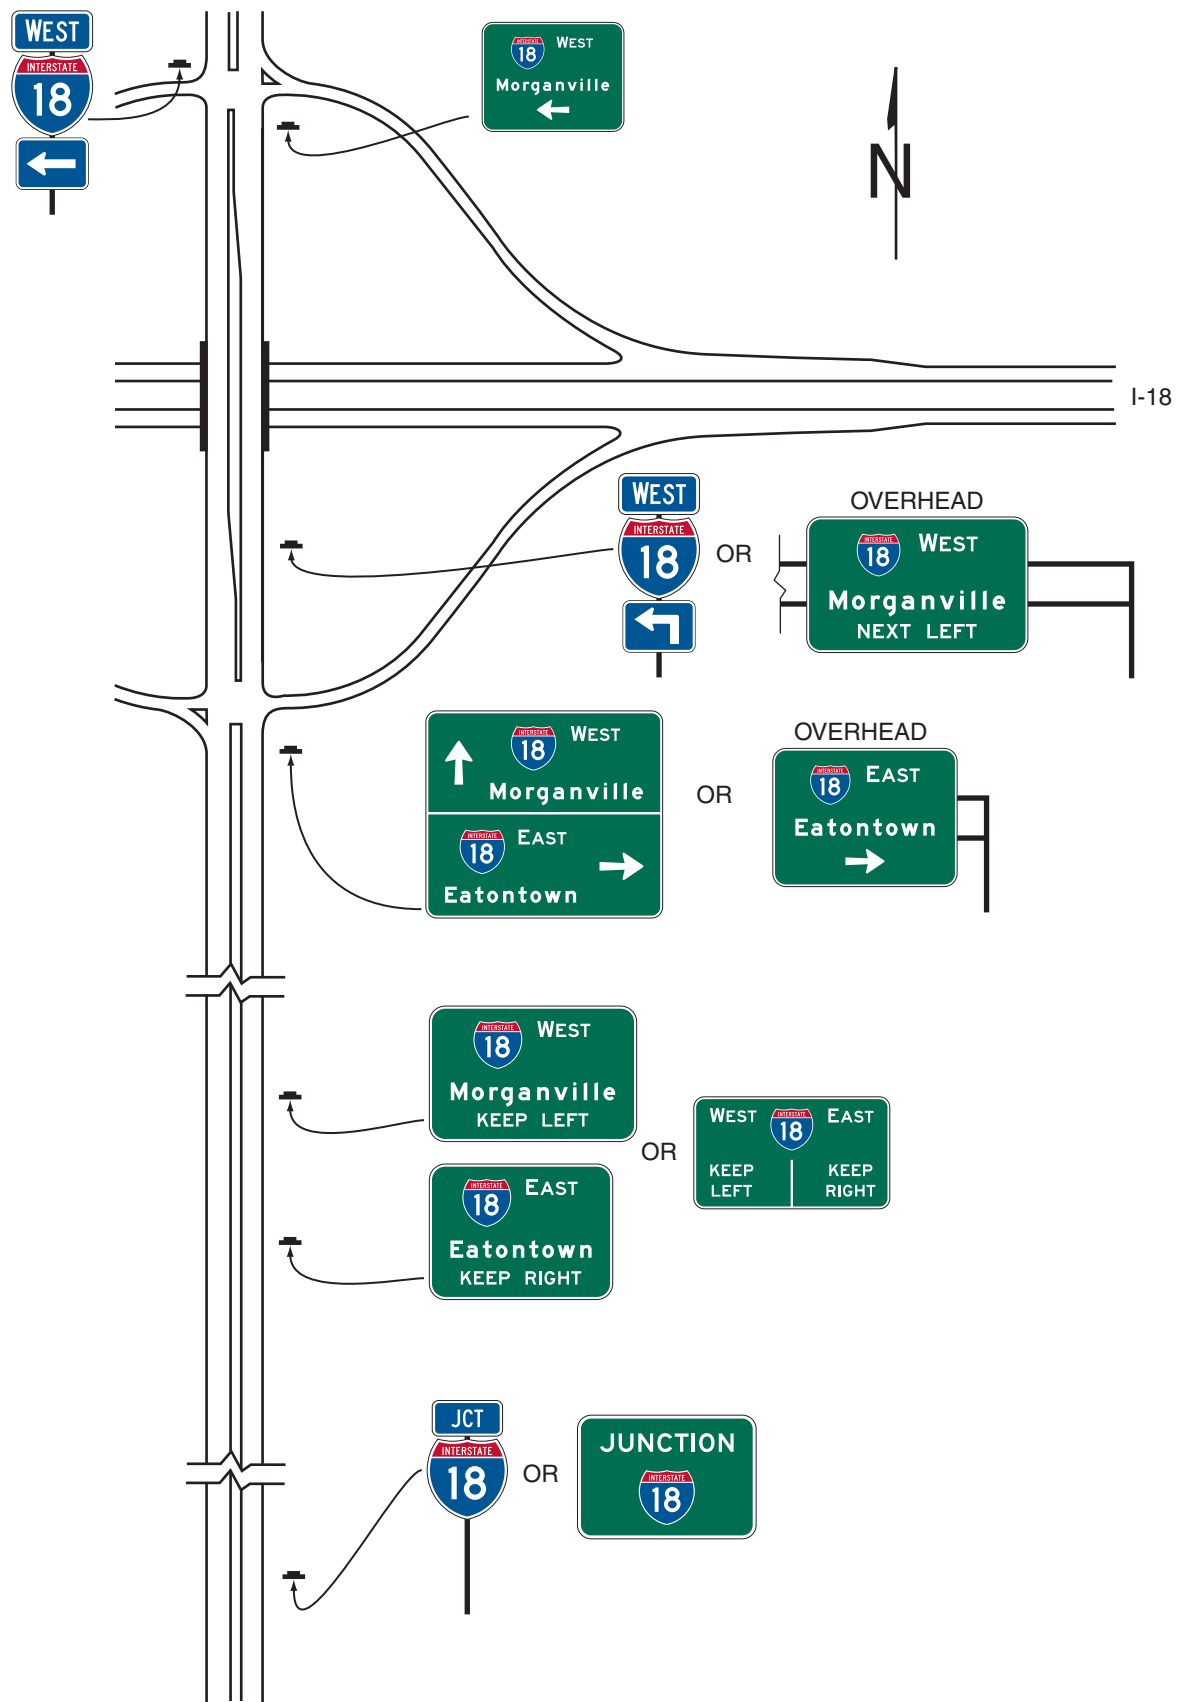 WEST
INTERSTATE
18
INTERSTATE
18 WEST
Morganville
N
I-18
WEST
INTERSTATE
18
OR
OVERHEAD
INTERSTATE
18 WEST
Morganville
NEXT LEFT
INTERSTATE
18 WEST
Morganville
INTERSTATE
18 EAST
Eatontown
OR
OVERHEAD
INTERSTATE
18 EAST
Eatontown
INTERSTATE
18 WEST
Morganville
KEEP LEFT
INTERSTATE
18 EAST
Eatontown
KEEP RIGHT
OR
WEST INTERSTATE 18 EAST
KEEP KEEP
LEFT RIGHT
JCT
INTERSTATE
18
OR
JUNCTION
INTERSTATE
18